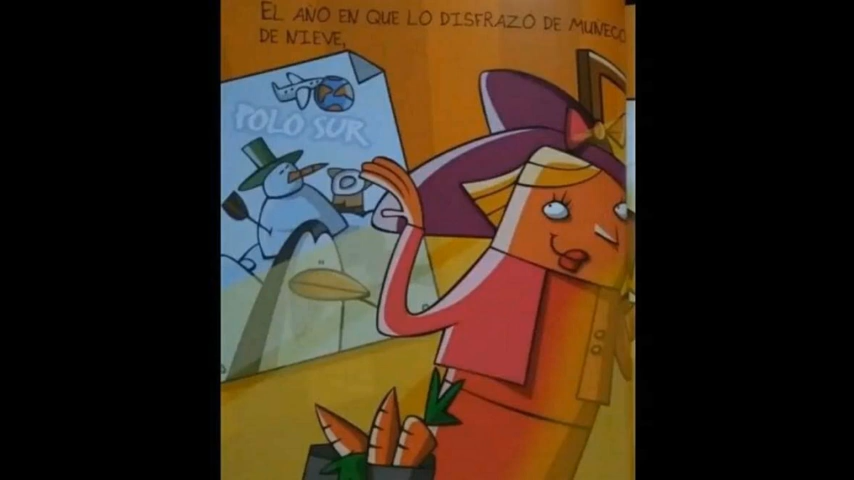 EL AÑO EN QUE LO DISFRAZÓ DE MUÑECO
DE NIEVE,
POLO SUR